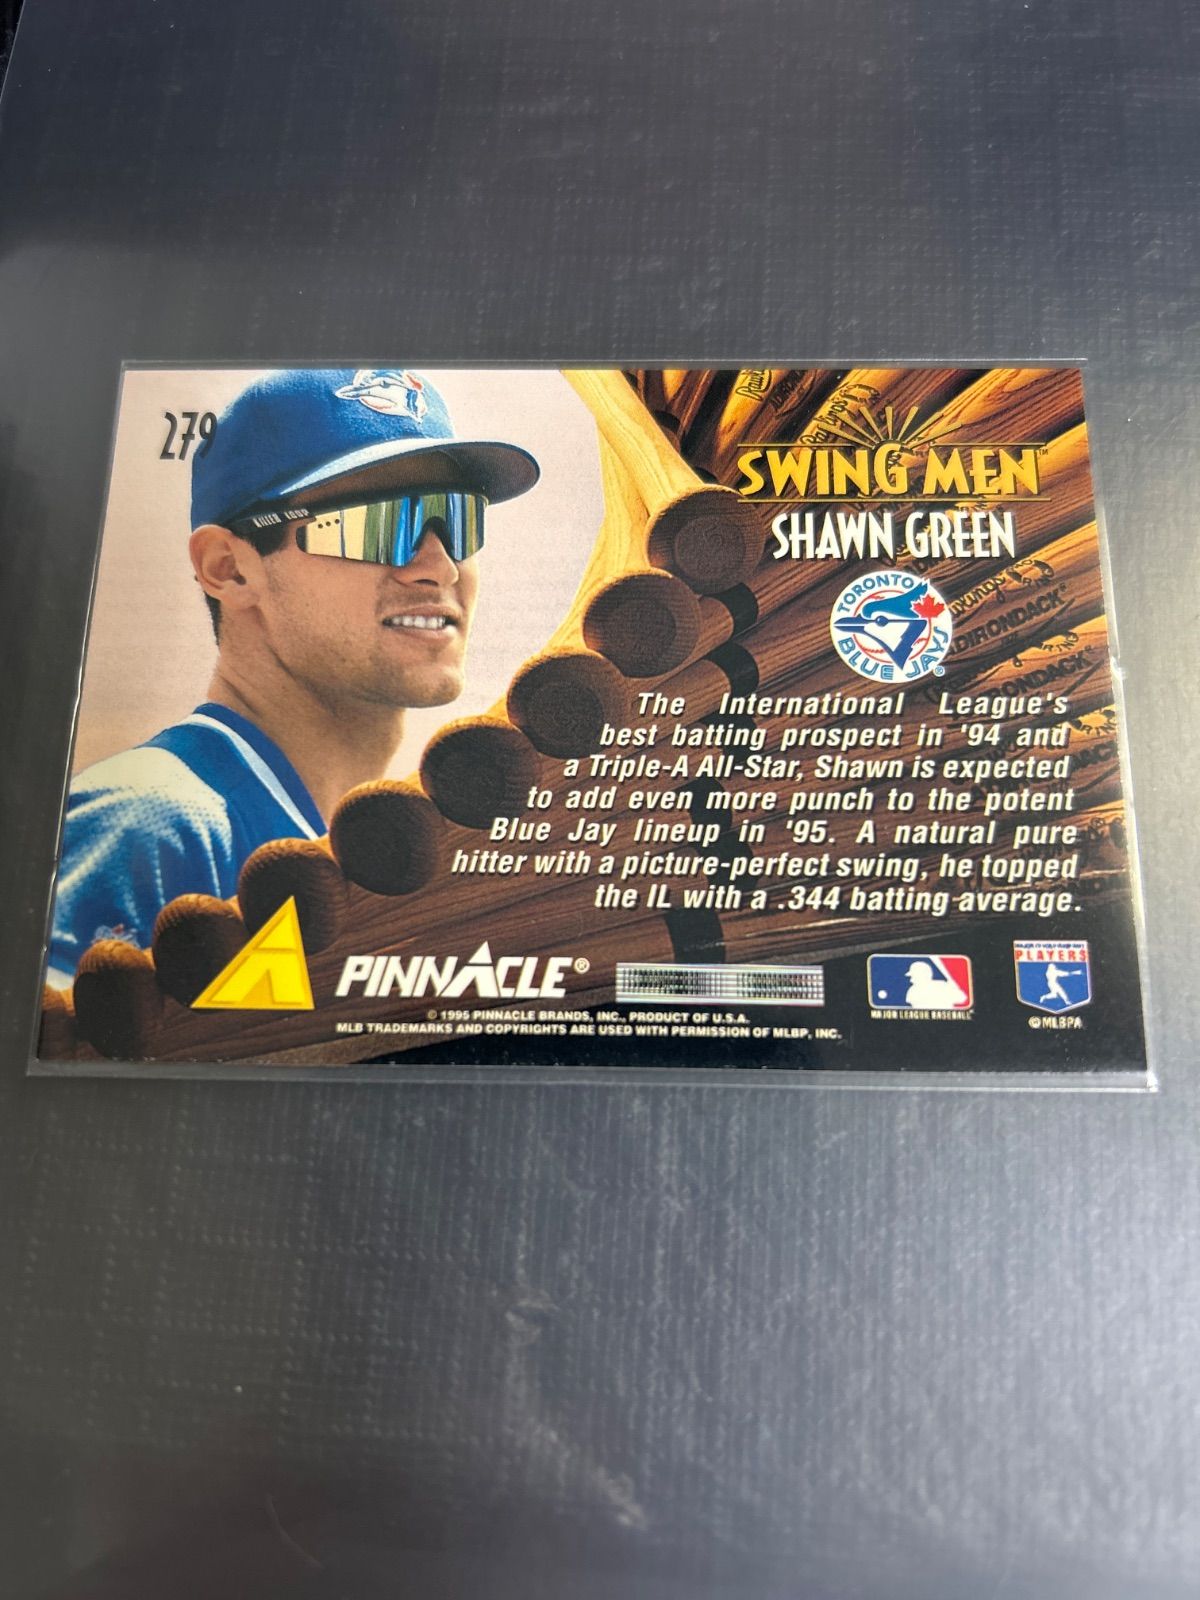 279
KILLER LOOP
SWING MEN™
SHAWN GREEN
TORONTO
BLUE JAYS®
ADIRONDACK®
The International League's
best batting prospect in '94 and
a Triple-A All-Star, Shawn is expected
to add even more punch to the potent
Blue Jay lineup in '95. A natural pure
hitter with a picture-perfect swing, he topped
the IL with a .344 batting average.
PINNACLE®
© 1995 PINNACLE BRANDS, INC., PRODUCT OF U.S.A.
MLB TRADEMARKS AND COPYRIGHTS ARE USED WITH PERMISSION OF MLBP, INC.
MAJOR LEAGUE BASEBALL
PLAYERS
© MLBPA